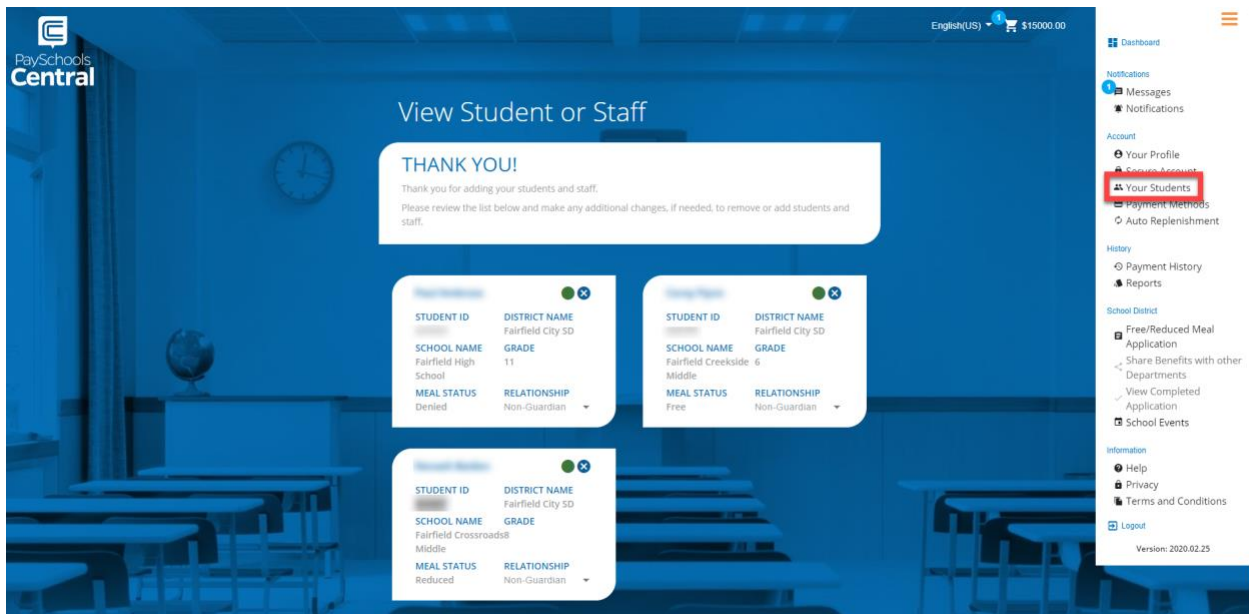 PaySchools
Central
English(US)
1
$15000.00
View Student or Staff
THANK YOU!
Thank you for adding your students and staff.
Please review the list below and make any additional changes, if needed, to remove or add students and
staff.
STUDENT ID DISTRICT NAME
Fairfield City SD
SCHOOL NAME GRADE
Fairfield High 11
School
MEAL STATUS RELATIONSHIP
Denied Non-Guardian
STUDENT ID DISTRICT NAME
Fairfield City SD
SCHOOL NAME GRADE
Fairfield Creekside 6
Middle
MEAL STATUS RELATIONSHIP
Free Non-Guardian
STUDENT ID DISTRICT NAME
Fairfield City SD
SCHOOL NAME GRADE
Fairfield Crossroads8
Middle
MEAL STATUS RELATIONSHIP
Reduced Non-Guardian
Dashboard
Notifications
1
Messages
Notifications
Account
Your Profile
Secure Account
Your Students
Payment Methods
Auto Replenishment
History
Payment History
Reports
School District
Free/Reduced Meal
Application
Share Benefits with other
Departments
View Completed
Application
School Events
Information
Help
Privacy
Terms and Conditions
Logout
Version: 2020.02.25